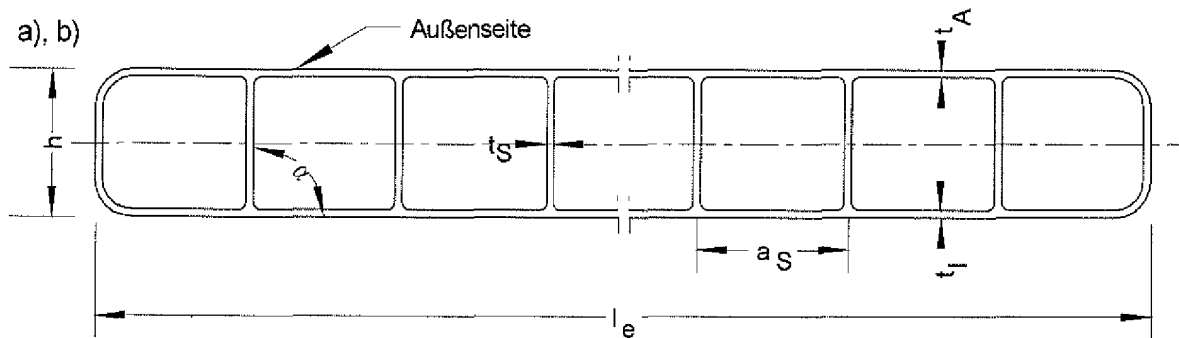 a), b)
Außenseite
t_A
h
t_S
α
a_S
t_I
l_e